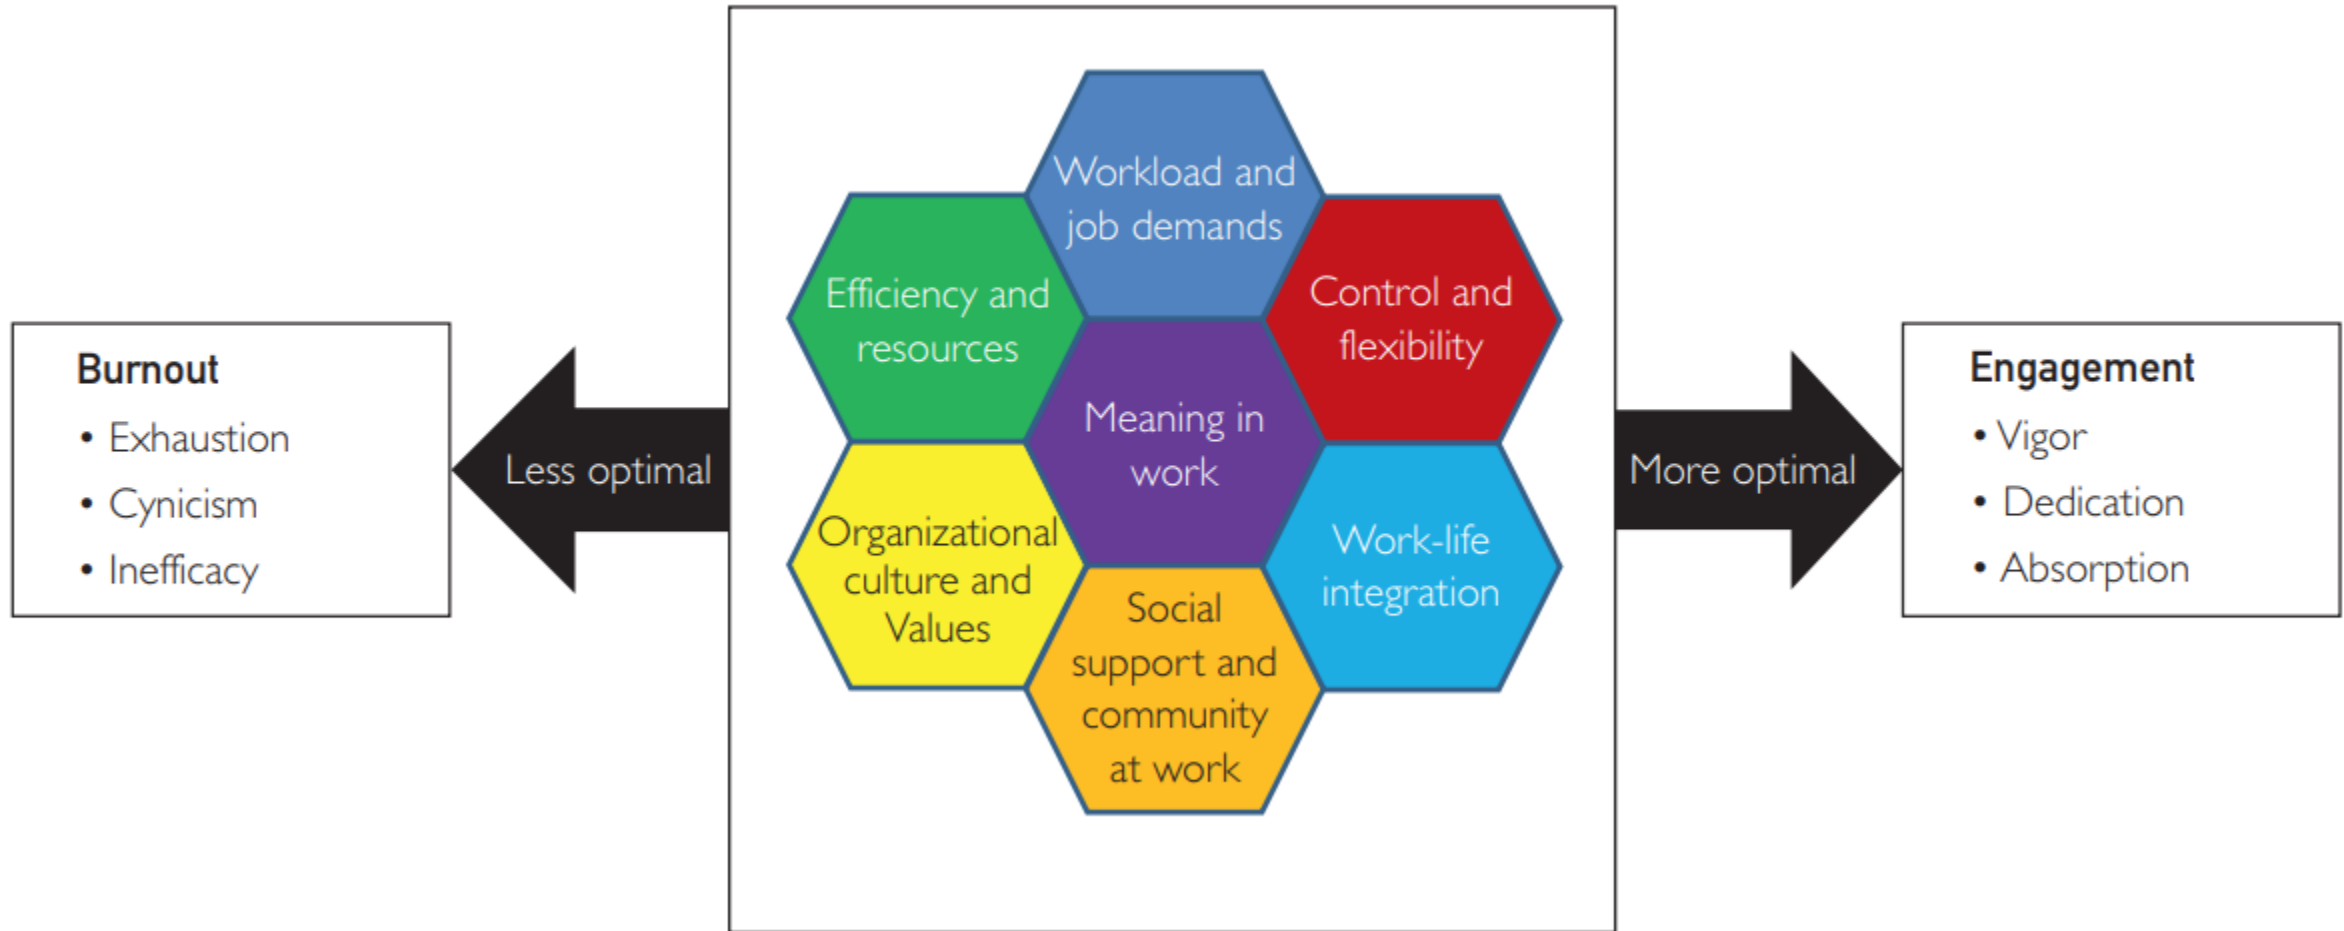 Burnout
• Exhaustion
• Cynicism
• Inefficacy
Less optimal
Workload and
job demands
Efficiency and
resources
Control and
flexibility
Meaning in
work
Organizational
culture and
Values
Work-life
integration
Social
support and
community
at work
More optimal
Engagement
• Vigor
• Dedication
• Absorption